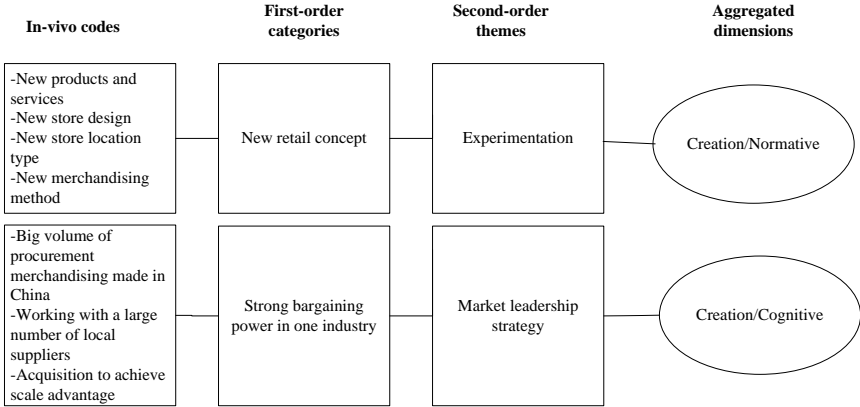 In-vivo codes
First-order
categories
Second-order
themes
Aggregated
dimensions
-New products and
services
-New store design
-New store location
type
-New merchandising
method
New retail concept
Experimentation
Creation/Normative
-Big volume of
procurement
merchandising made in
China
-Working with a large
number of local
suppliers
-Acquisition to achieve
scale advantage
Strong bargaining
power in one industry
Market leadership
strategy
Creation/Cognitive